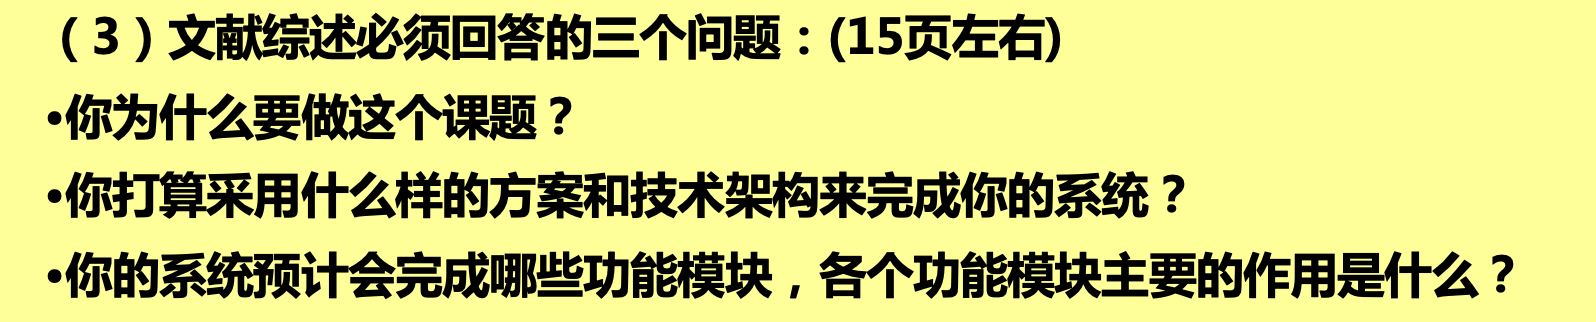 （3）文献综述必须回答的三个问题：(15页左右)
•你为什么要做这个课题？
•你打算采用什么样的方案和技术架构来完成你的系统？
•你的系统预计会完成哪些功能模块，各个功能模块主要的作用是什么？